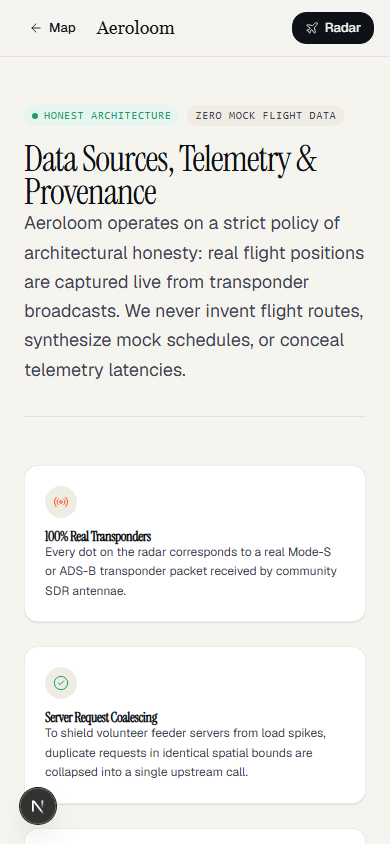 Map Aeroloom Radar
HONEST ARCHITECTURE ZERO MOCK FLIGHT DATA
Data Sources, Telemetry &
Provenance
Aeroloom operates on a strict policy of
architectural honesty: real flight positions
are captured live from transponder
broadcasts. We never invent flight routes,
synthesize mock schedules, or conceal
telemetry latencies.
100% Real Transponders
Every dot on the radar corresponds to a real Mode-S
or ADS-B transponder packet received by community
SDR antennae.
Server Request Coalescing
To shield volunteer feeder servers from load spikes,
duplicate requests in identical spatial bounds are
collapsed into a single upstream call.
N